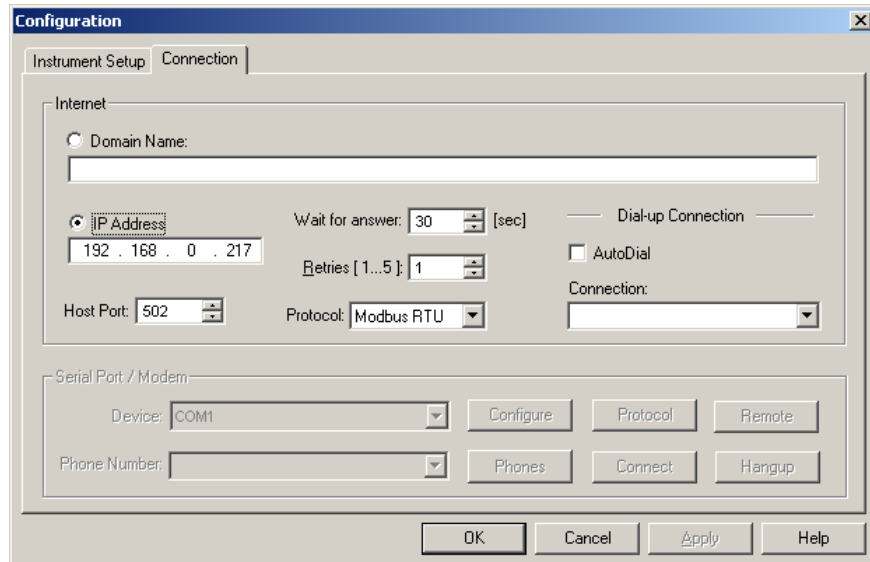 Configuration
Instrument Setup Connection
Internet
Domain Name:
IP Address Wait for answer: 30 [sec] Dial-up Connection
192 . 168 . 0 . 217
Retries [ 1...5 ]: 1 AutoDial
Connection:
Host Port: 502 Protocol: Modbus RTU
Serial Port / Modem
Device: COM1 Configure Protocol Remote
Phone Number: Phones Connect Hangup
OK Cancel Apply Help